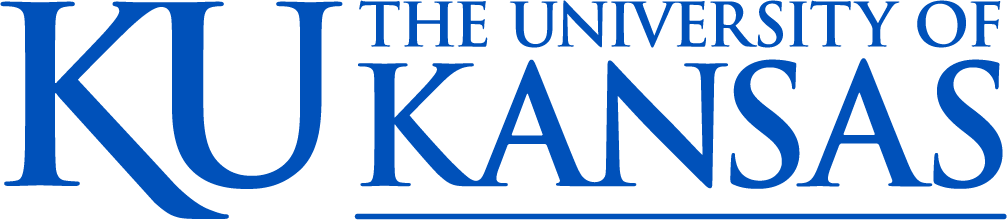 KU
THE UNIVERSITY OF
KANSAS